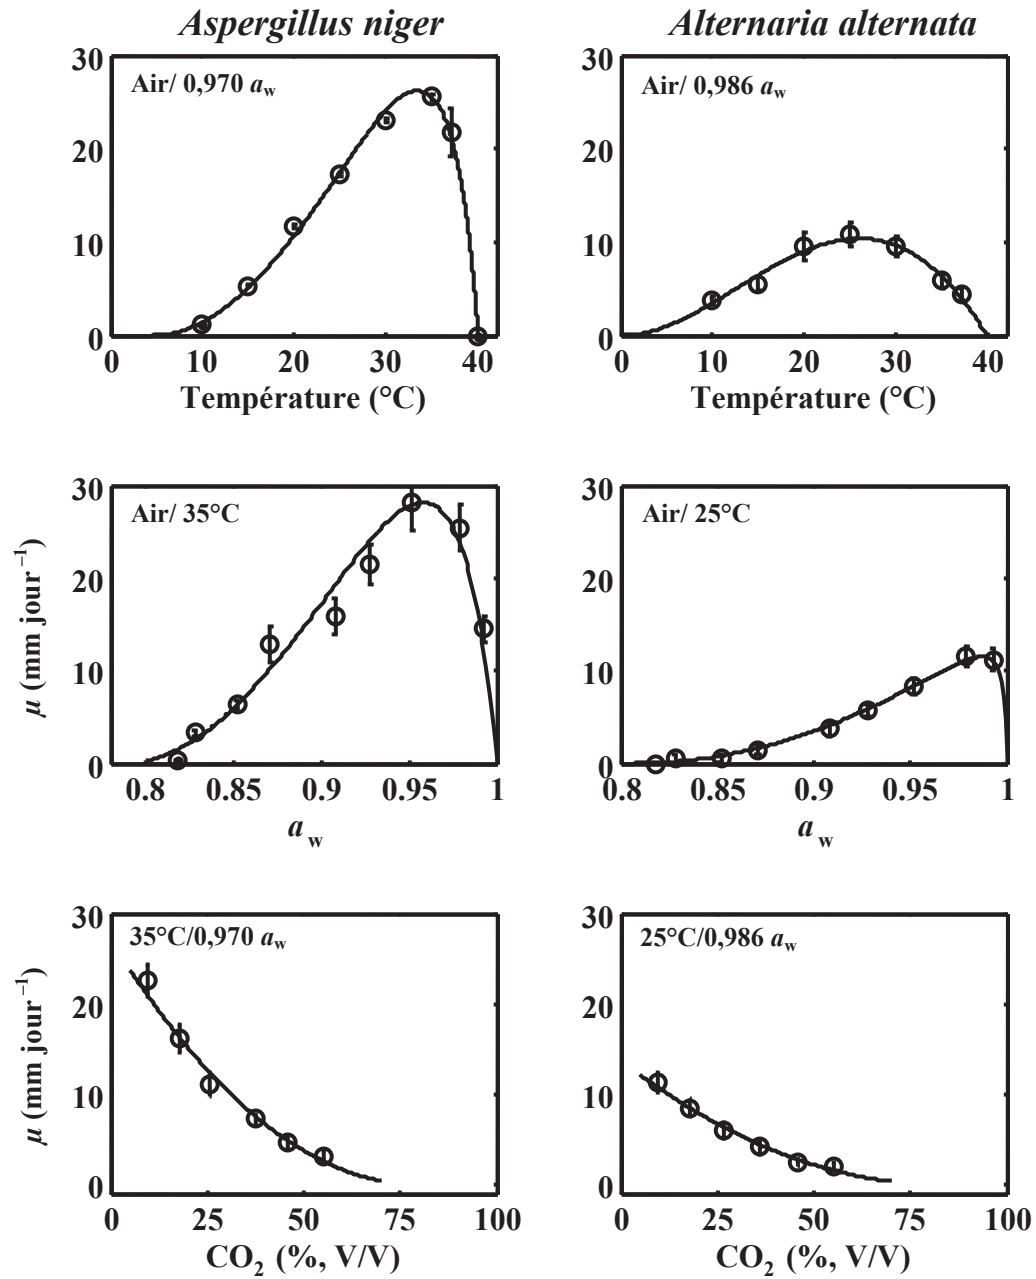 Aspergillus niger
Alternaria alternata
30
20
10
0
Air/ 0,970 aw
0 10 20 30 40
Température (°C)
30
20
10
0
Air/ 0,986 aw
0 10 20 30 40
Température (°C)
μ (mm jour⁻¹)
30
20
10
0
Air/ 35°C
0.8 0.85 0.9 0.95 1
aw
30
20
10
0
Air/ 25°C
0.8 0.85 0.9 0.95 1
aw
μ (mm jour⁻¹)
30
20
10
0
35°C/0,970 aw
0 25 50 75 100
CO₂ (%, V/V)
30
20
10
0
25°C/0,986 aw
0 25 50 75 100
CO₂ (%, V/V)